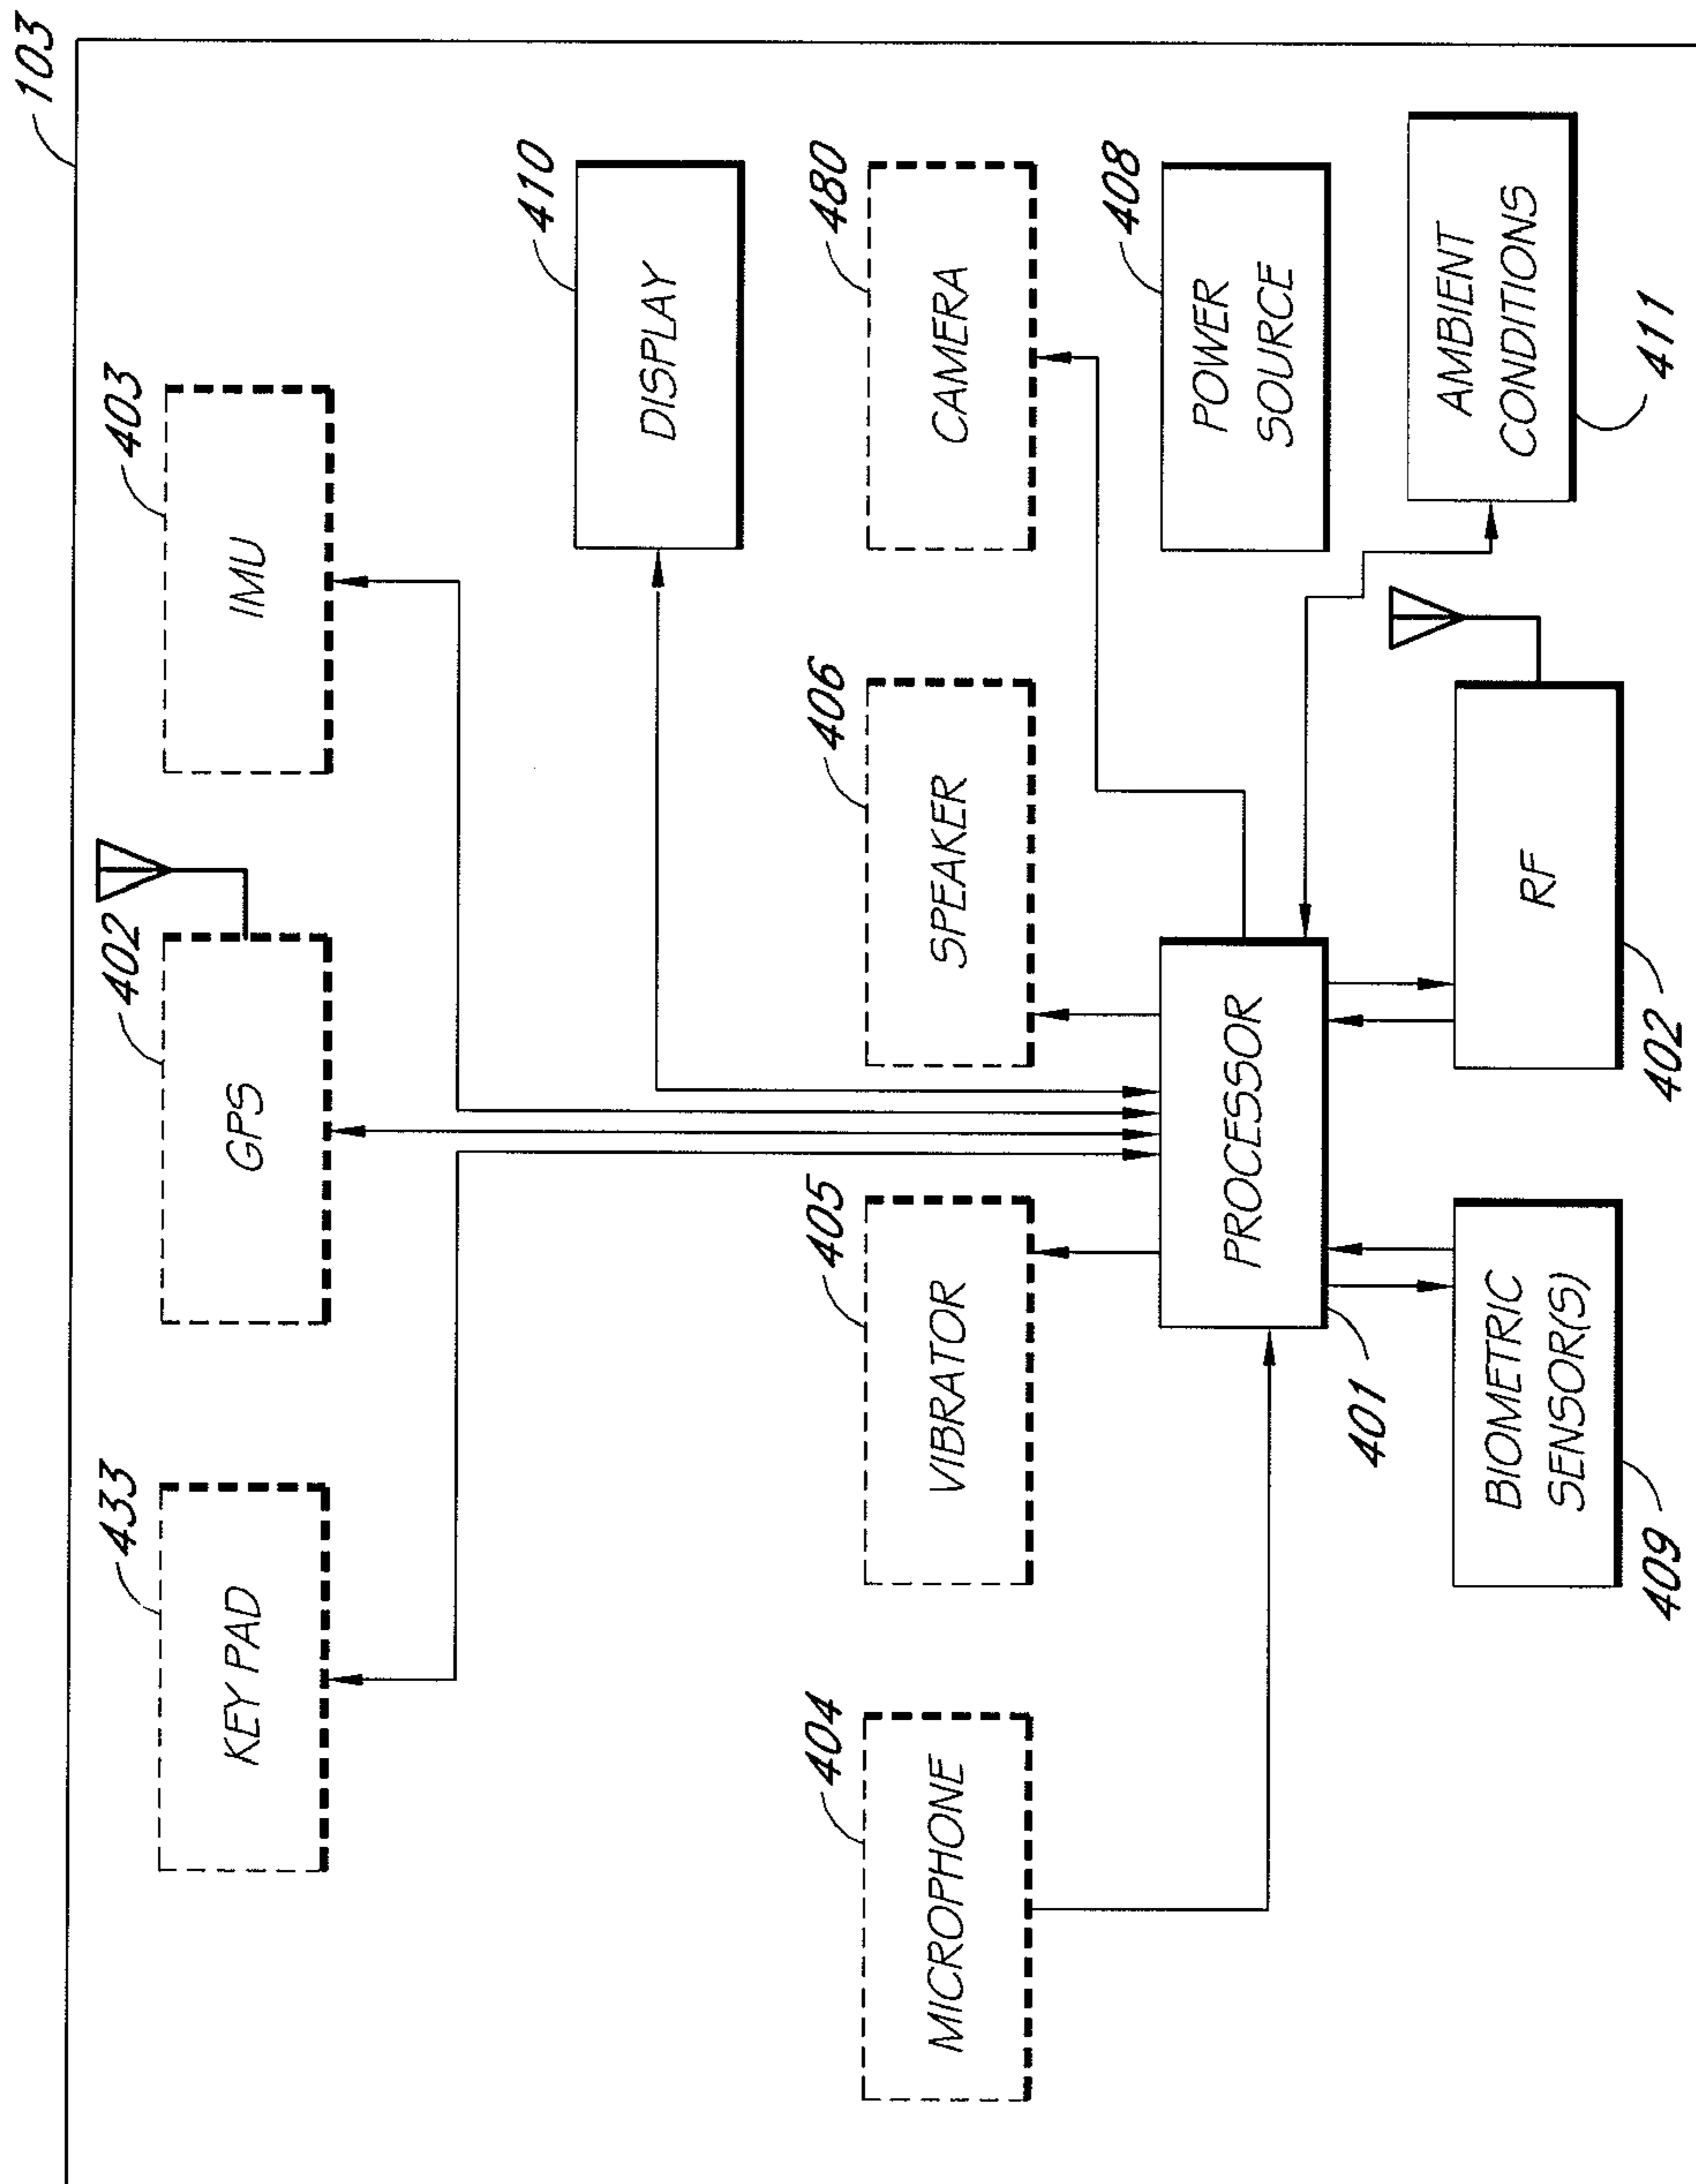 103
433
KEY PAD
402
GPS
403
IMU
410
DISPLAY
404
MICROPHONE
405
VIBRATOR
406
SPEAKER
480
CAMERA
401
PROCESSOR
408
POWER
SOURCE
409
BIOMETRIC
SENSOR(S)
402
RF
411
AMBIENT
CONDITIONS